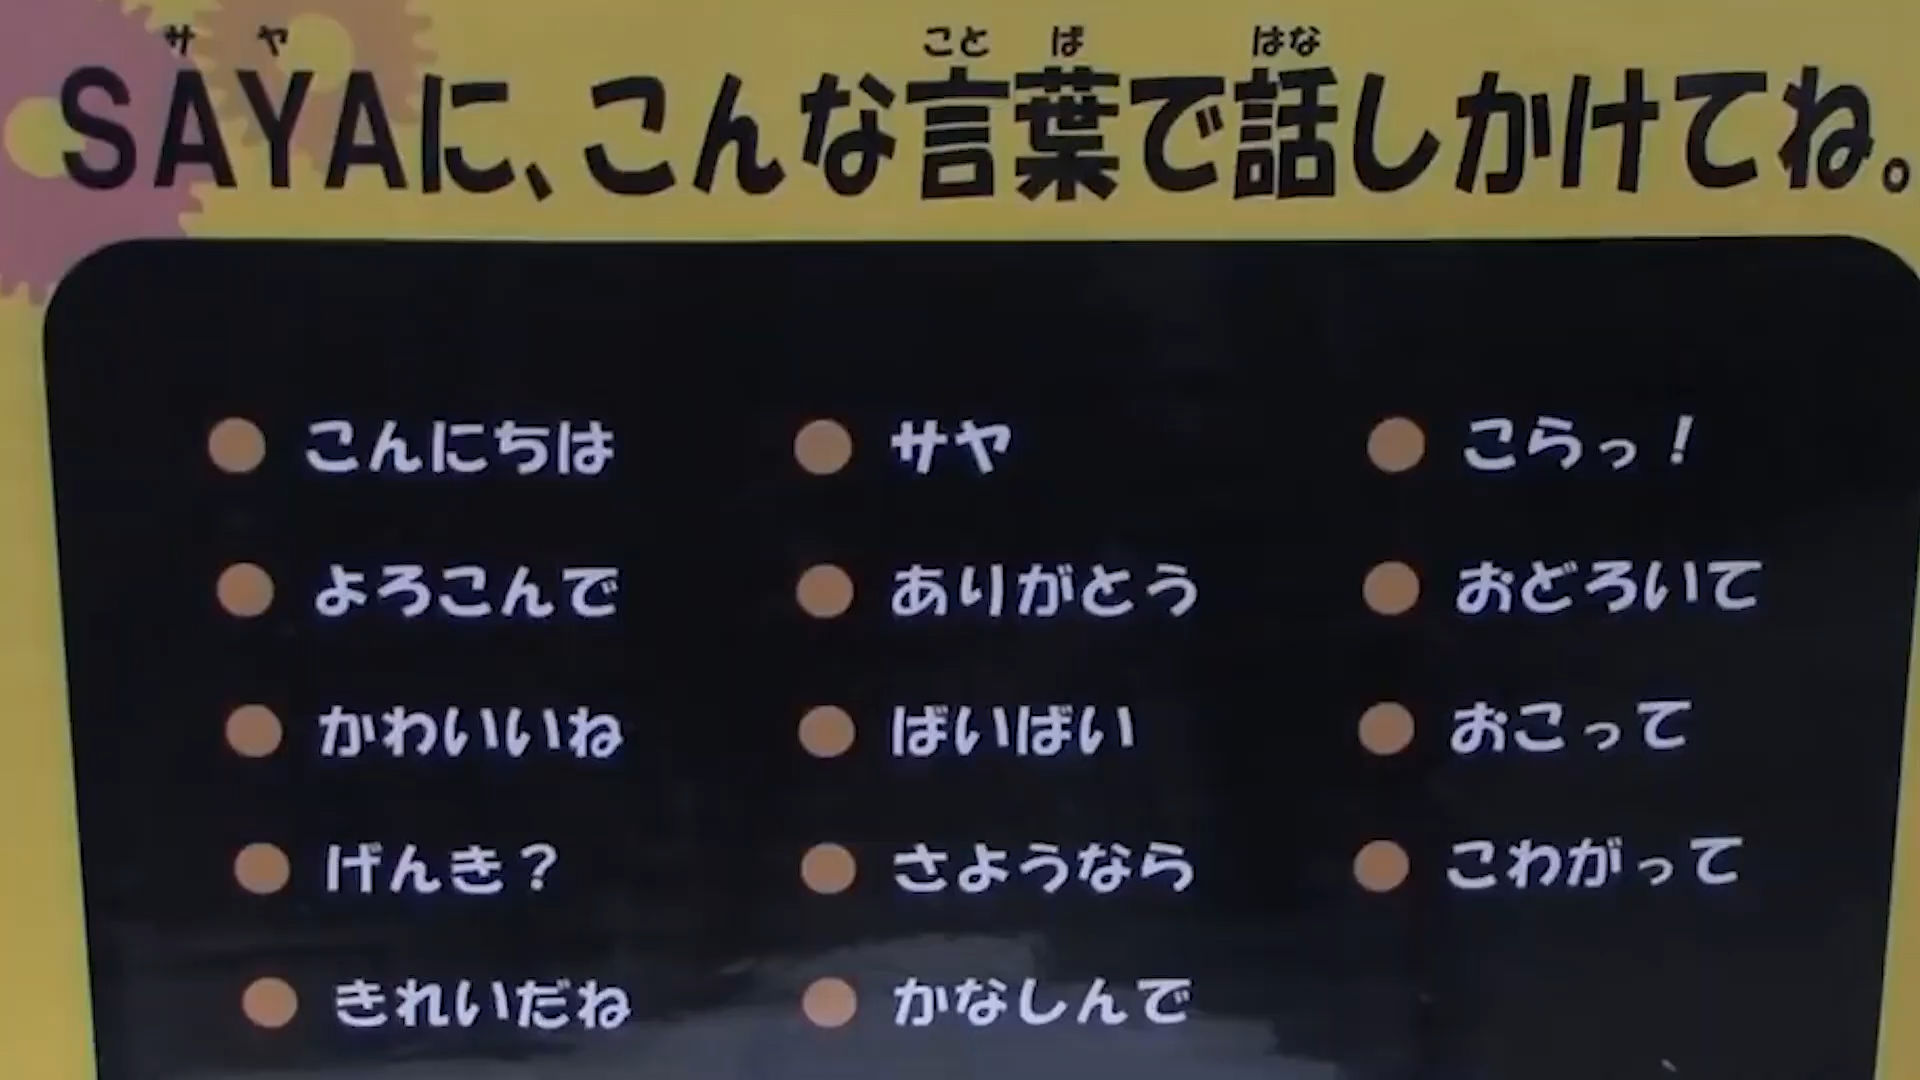 サ ヤ こと ば はな
SAYAに、こんな言葉で話しかけてね。
こんにちは
よろこんで
かわいいね
げんき？
きれいだね
サヤ
ありがとう
ばいばい
さようなら
かなしんで
こらっ！
おどろいて
おこって
こわがって